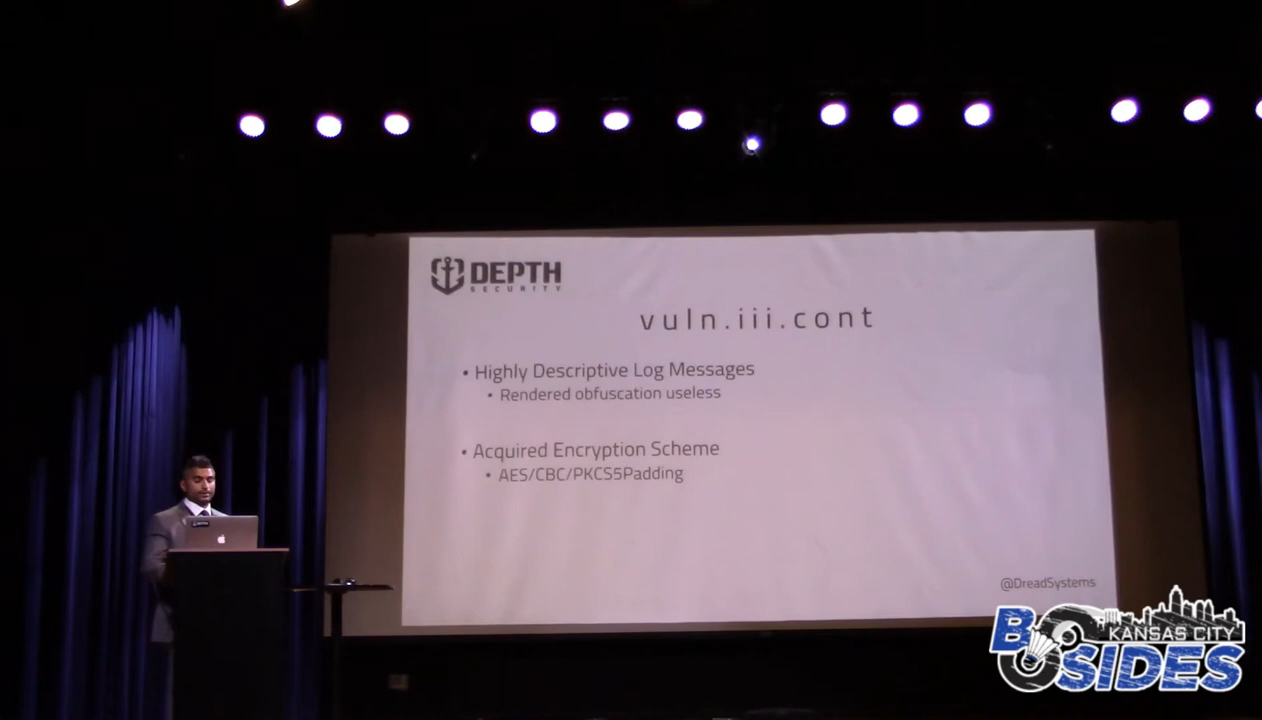 DEPTH
SECURITY
vuln.iii.cont
• Highly Descriptive Log Messages
• Rendered obfuscation useless
• Acquired Encryption Scheme
• AES/CBC/PKCS5Padding
@DreadSystems
KANSAS CITY
BSIDES